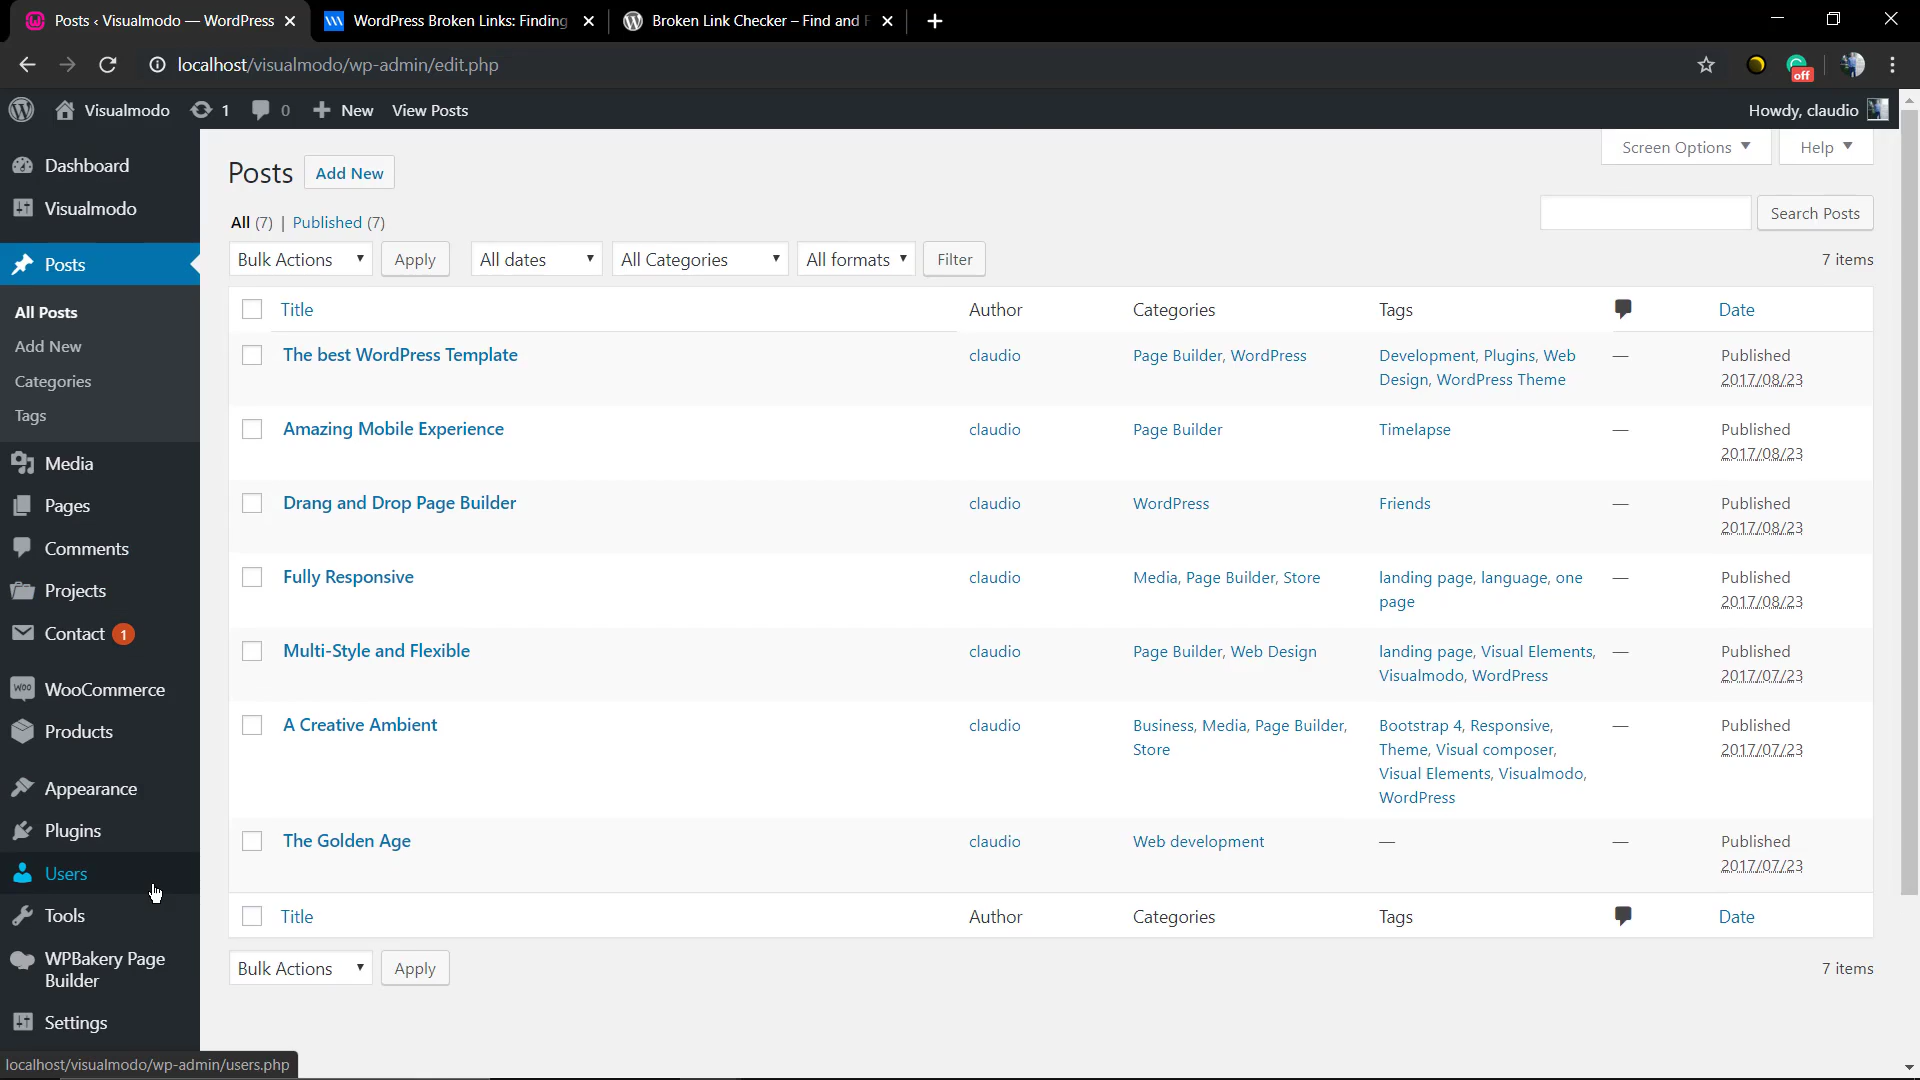 Posts ‹ Visualmodo — WordPress
WordPress Broken Links: Finding
Broken Link Checker – Find and F
localhost/visualmodo/wp-admin/edit.php
off
Visualmodo 1 0 New View Posts
Howdy, claudio
Dashboard
Visualmodo
Posts
All Posts
Add New
Categories
Tags
Media
Pages
Comments
Projects
Contact 1
WooCommerce
Products
Appearance
Plugins
Users
Tools
WPBakery Page
Builder
Settings
localhost/visualmodo/wp-admin/users.php
Screen Options Help
Posts Add New
All (7) | Published (7)
Search Posts
Bulk Actions Apply All dates All Categories All formats Filter 7 items
Title Author Categories Tags Date
The best WordPress Template claudio Page Builder, WordPress Development, Plugins, Web Published
Design, WordPress Theme 2017/08/23
Amazing Mobile Experience claudio Page Builder Timelapse — Published
2017/08/23
Drang and Drop Page Builder claudio WordPress Friends — Published
2017/08/23
Fully Responsive claudio Media, Page Builder, Store landing page, language, one — Published
page 2017/08/23
Multi-Style and Flexible claudio Page Builder, Web Design landing page, Visual Elements, — Published
Visualmodo, WordPress 2017/07/23
A Creative Ambient claudio Business, Media, Page Builder, Bootstrap 4, Responsive, — Published
Store Theme, Visual composer, 2017/07/23
Visual Elements, Visualmodo,
WordPress
The Golden Age claudio Web development — — Published
2017/07/23
Title Author Categories Tags Date
Bulk Actions Apply 7 items